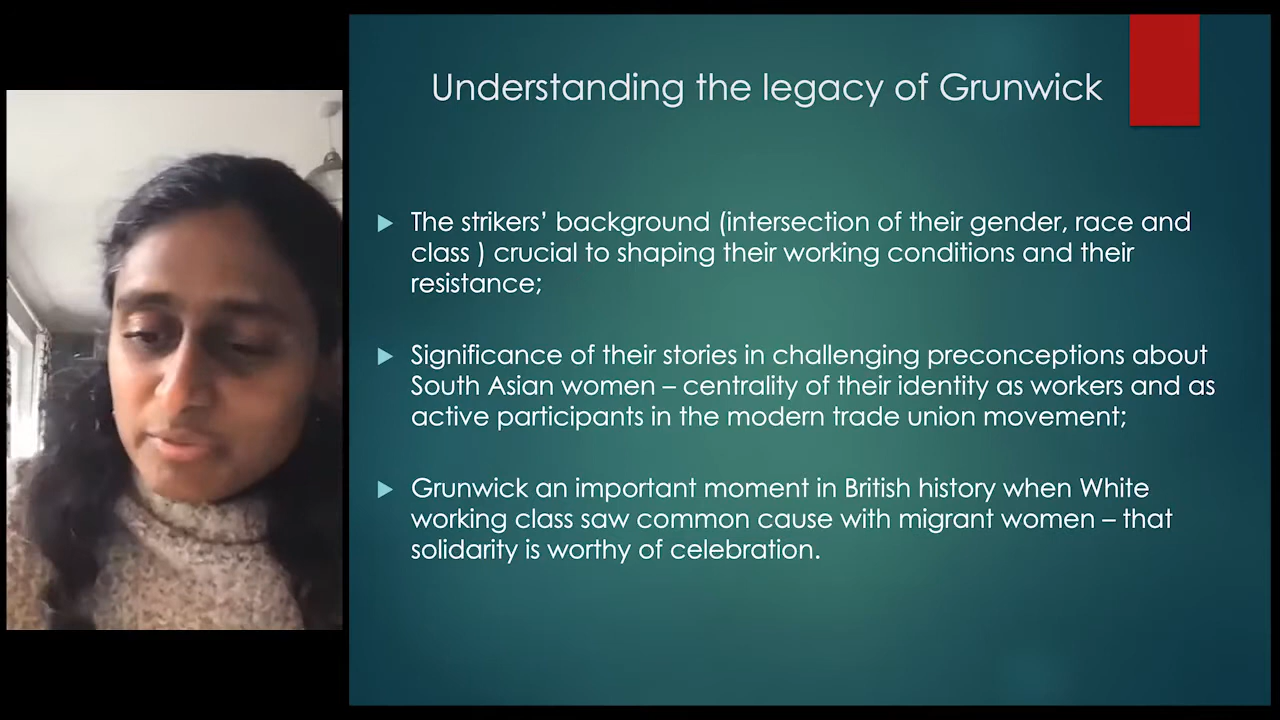 Understanding the legacy of Grunwick
The strikers’ background (intersection of their gender, race and
class ) crucial to shaping their working conditions and their
resistance;
Significance of their stories in challenging preconceptions about
South Asian women – centrality of their identity as workers and as
active participants in the modern trade union movement;
Grunwick an important moment in British history when White
working class saw common cause with migrant women – that
solidarity is worthy of celebration.